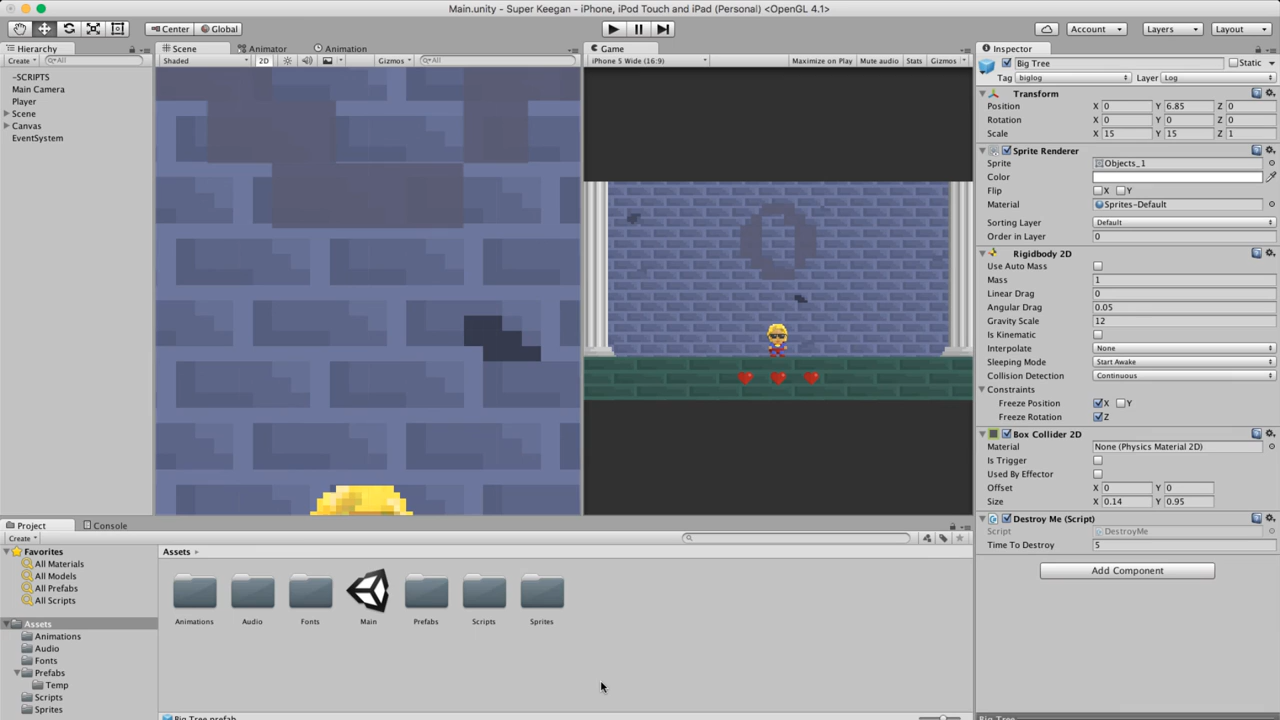 Main.unity - Super Keegan - iPhone, iPod Touch and iPad (Personal) <OpenGL 4.1>
Center Global Account Layers Layout
Hierarchy
Create All
-SCRIPTS
Main Camera
Player
Scene
Canvas
EventSystem
Scene Animator Animation
Shaded 2D Gizmos All
Game
iPhone 5 Wide (16:9) Maximize on Play Mute audio Stats Gizmos
Inspector
Big Tree Static
Tag biglog Layer Log
Transform
Position X 0 Y 6.85 Z 0
Rotation X 0 Y 0 Z 0
Scale X 15 Y 15 Z 1
Sprite Renderer
Sprite Objects_1
Color
Flip X Y
Material Sprites-Default
Sorting Layer Default
Order in Layer 0
Rigidbody 2D
Use Auto Mass
Mass 1
Linear Drag 0
Angular Drag 0.05
Gravity Scale 12
Is Kinematic
Interpolate None
Sleeping Mode Start Awake
Collision Detection Continuous
Constraints
Freeze Position X Y
Freeze Rotation Z
Box Collider 2D
Material None (Physics Material 2D)
Is Trigger
Used By Effector
Offset X 0 Y 0
Size X 0.14 Y 0.95
Destroy Me (Script)
Script DestroyMe
Time To Destroy 5
Add Component
Project Console
Create
Favorites
All Materials
All Models
All Prefabs
All Scripts
Assets
Animations
Audio
Fonts
Prefabs
Temp
Scripts
Sprites
Assets
Animations Audio Fonts Main Prefabs Scripts Sprites
Big Tree.prefab
Big Tree